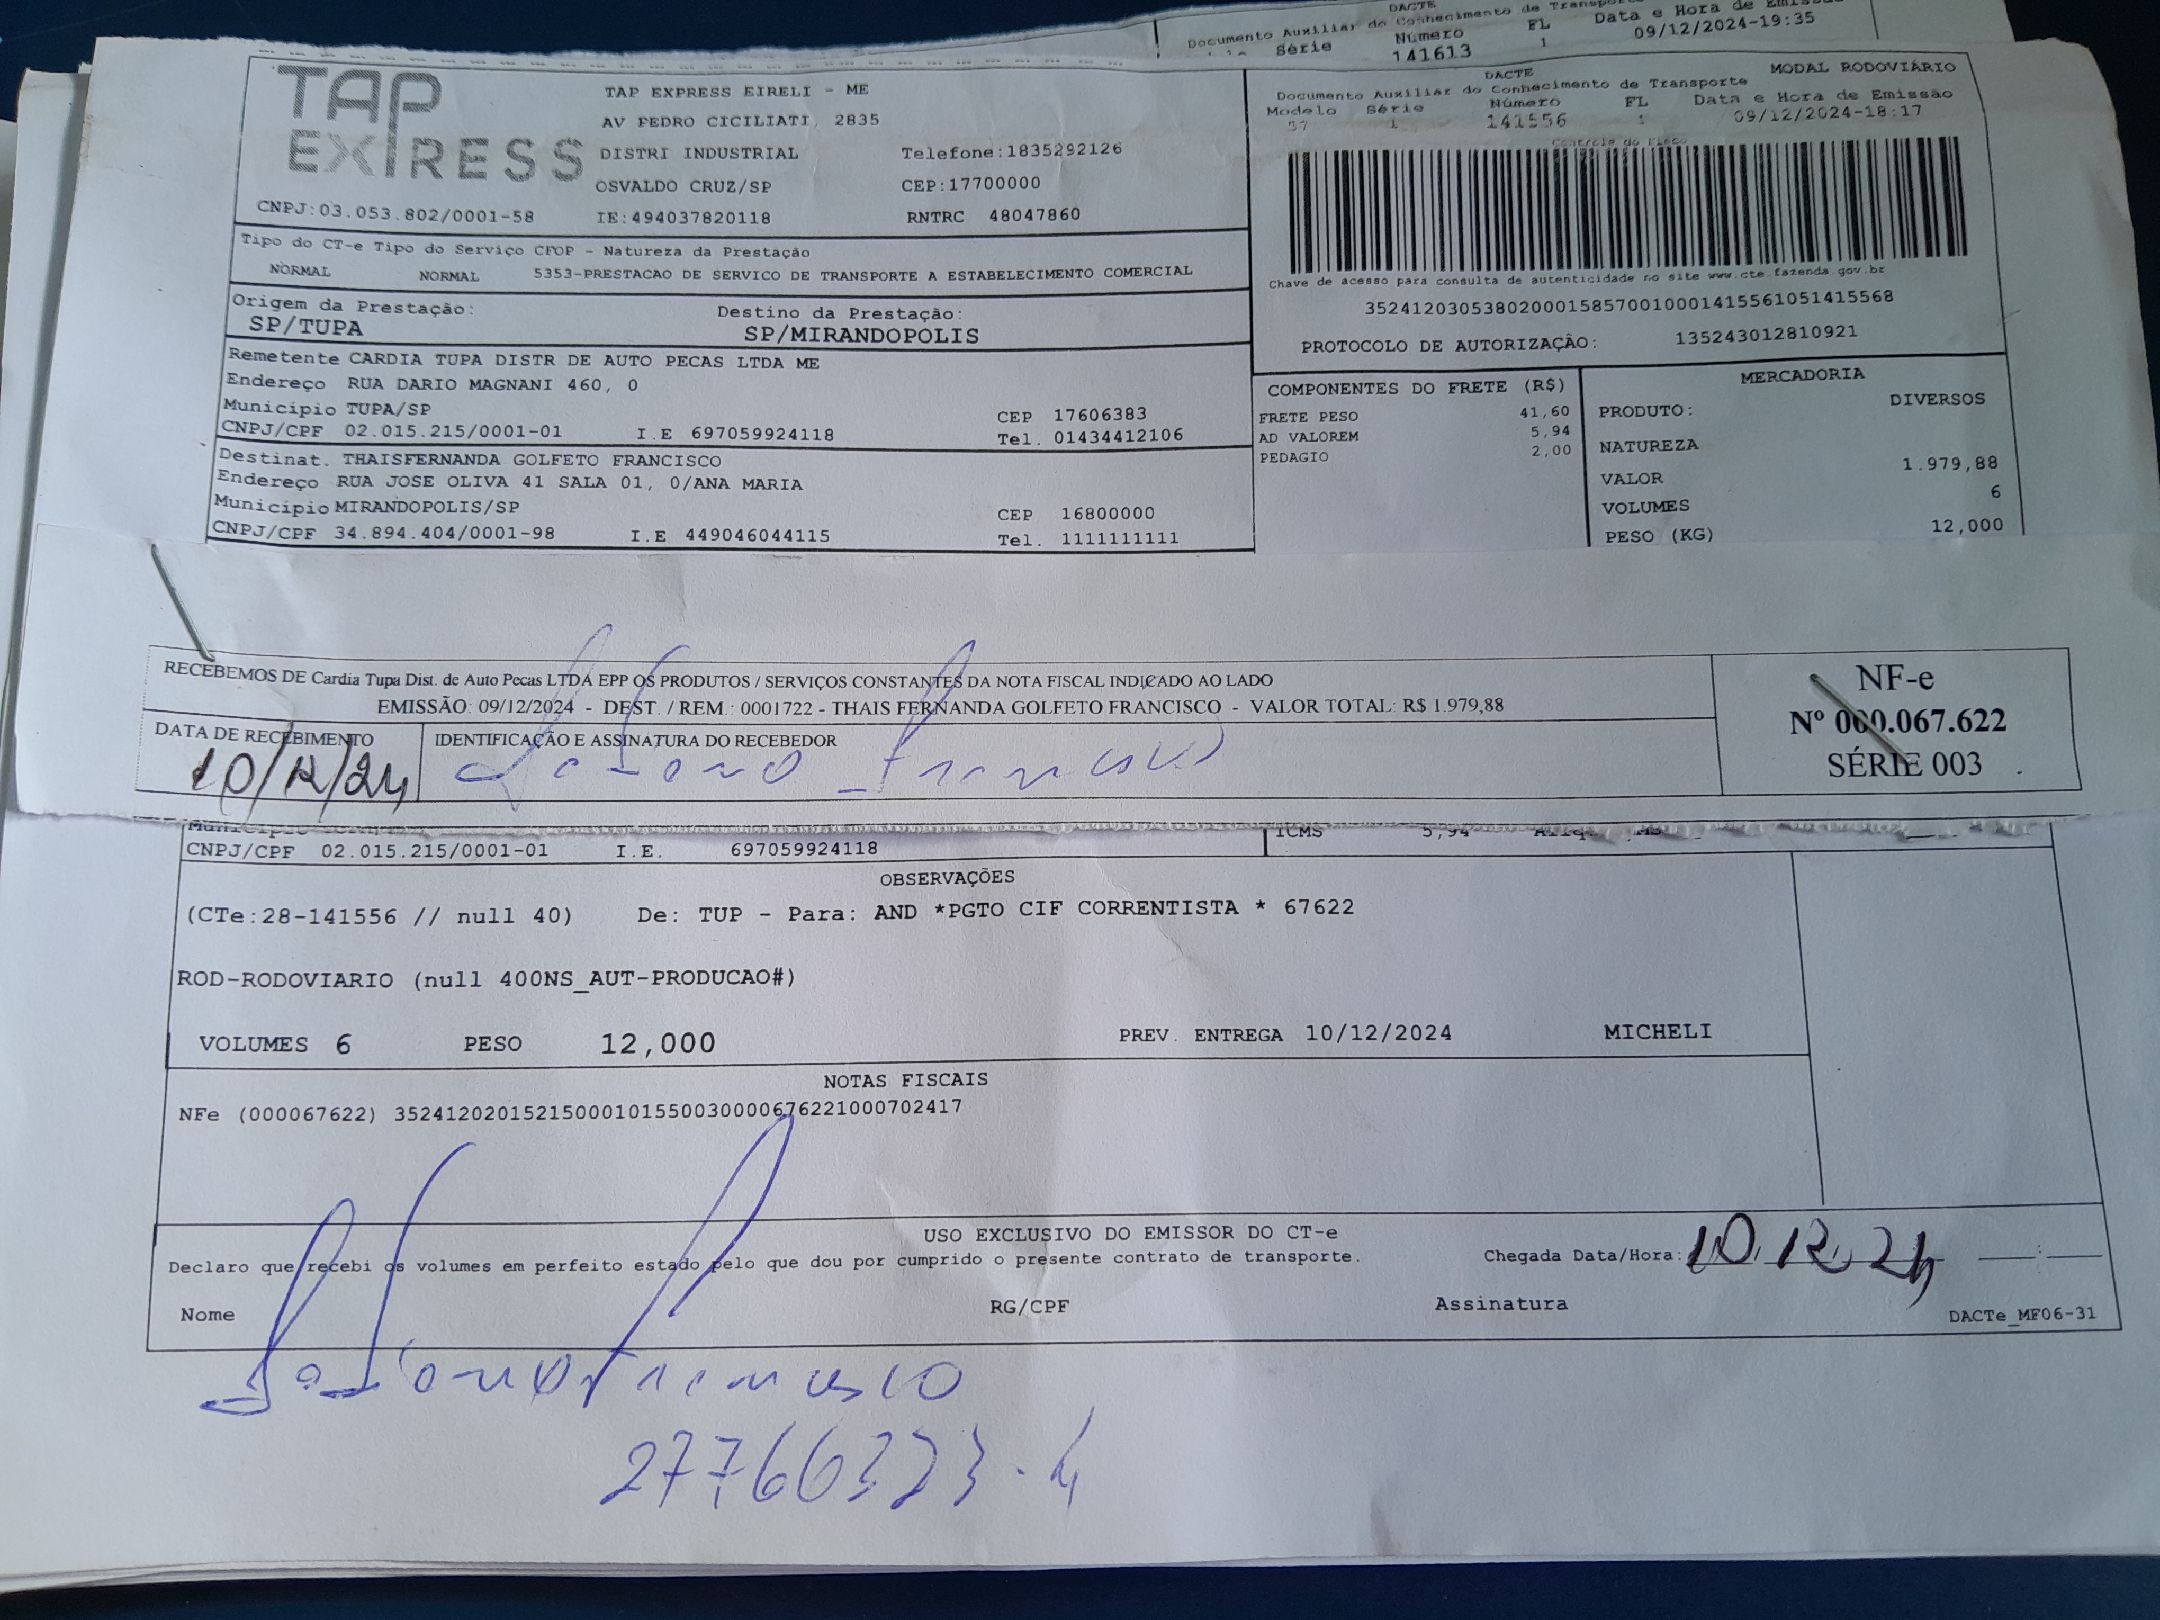 DACTE
Documento Auxiliar do Conhecimento de Transporte
Série Número FL Data e Hora de Emissão
141613 1 09/12/2024-19:35
TAP EXPRESS
TAP EXPRESS EIRELI - ME
AV PEDRO CICILIATI, 2835
DISTRI INDUSTRIAL Telefone:1835292126
OSVALDO CRUZ/SP CEP:17700000
CNPJ:03.053.802/0001-58 IE:494037820118 RNTRC 48047860
DACTE MODAL RODOVIÁRIO
Documento Auxiliar do Conhecimento de Transporte
Modelo Série Número FL Data e Hora de Emissão
57 1 141556 1 09/12/2024-18:17
Controle do Fisco
Chave de acesso para consulta de autenticidade no site www.cte.fazenda.gov.br
35241203053802000158570010001415561051415568
PROTOCOLO DE AUTORIZAÇÃO: 135243012810921
Tipo do CT-e Tipo do Serviço CFOP - Natureza da Prestação
NORMAL NORMAL 5353-PRESTACAO DE SERVICO DE TRANSPORTE A ESTABELECIMENTO COMERCIAL
Origem da Prestação: Destino da Prestação:
SP/TUPA SP/MIRANDOPOLIS
Remetente CARDIA TUPA DISTR DE AUTO PECAS LTDA ME
Endereço RUA DARIO MAGNANI 460, 0
Município TUPA/SP CEP 17606383
CNPJ/CPF 02.015.215/0001-01 I.E 697059924118 Tel. 01434412106
Destinat. THAISFERNANDA GOLFETO FRANCISCO
Endereço RUA JOSE OLIVA 41 SALA 01, 0/ANA MARIA
Município MIRANDOPOLIS/SP CEP 16800000
CNPJ/CPF 34.894.404/0001-98 I.E 449046044115 Tel. 1111111111
COMPONENTES DO FRETE (R$)
FRETE PESO 41,60
AD VALOREM 5,94
PEDAGIO 2,00
MERCADORIA
PRODUTO: DIVERSOS
NATUREZA
VALOR 1.979,88
VOLUMES 6
PESO (KG) 12,000
RECEBEMOS DE Cardia Tupa Dist. de Auto Pecas LTDA EPP OS PRODUTOS / SERVIÇOS CONSTANTES DA NOTA FISCAL INDICADO AO LADO
EMISSÃO: 09/12/2024 - DEST. / REM.: 0001722 - THAIS FERNANDA GOLFETO FRANCISCO - VALOR TOTAL: R$ 1.979,88
DATA DE RECEBIMENTO IDENTIFICAÇÃO E ASSINATURA DO RECEBEDOR
10/12/24
NF-e
Nº 000.067.622
SÉRIE 003
Município
ICMS 5,94
CNPJ/CPF 02.015.215/0001-01 I.E. 697059924118
OBSERVAÇÕES
(CTe:28-141556 // null 40) De: TUP - Para: AND *PGTO CIF CORRENTISTA * 67622
ROD-RODOVIARIO (null 400NS_AUT-PRODUCAO#)
VOLUMES 6 PESO 12,000 PREV. ENTREGA 10/12/2024 MICHELI
NOTAS FISCAIS
NFe (000067622) 35241202015215000101550030000676221000702417
USO EXCLUSIVO DO EMISSOR DO CT-e
Declaro que recebi os volumes em perfeito estado pelo que dou por cumprido o presente contrato de transporte. Chegada Data/Hora: 10.12.24
Nome RG/CPF Assinatura DACTe_MF06-31
27766323-4